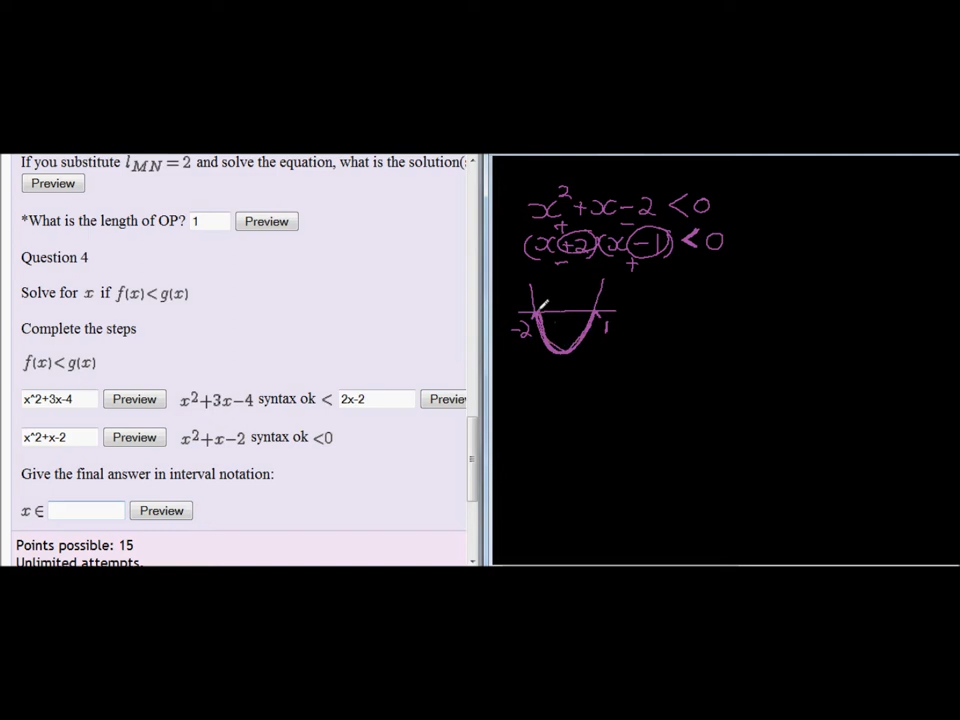 If you substitute l_MN = 2 and solve the equation, what is the solution(
Preview
*What is the length of OP? 1 Preview
Question 4
Solve for x if f(x)<g(x)
Complete the steps
f(x)<g(x)
x^2+3x-4 Preview x²+3x−4 syntax ok < 2x-2 Previe
x^2+x-2 Preview x²+x−2 syntax ok <0
Give the final answer in interval notation:
x ∈ Preview
Points possible: 15
Unlimited attempts.
x²+x−2 <0
+ −
(x+2)(x−1) < 0
− +
−2 1